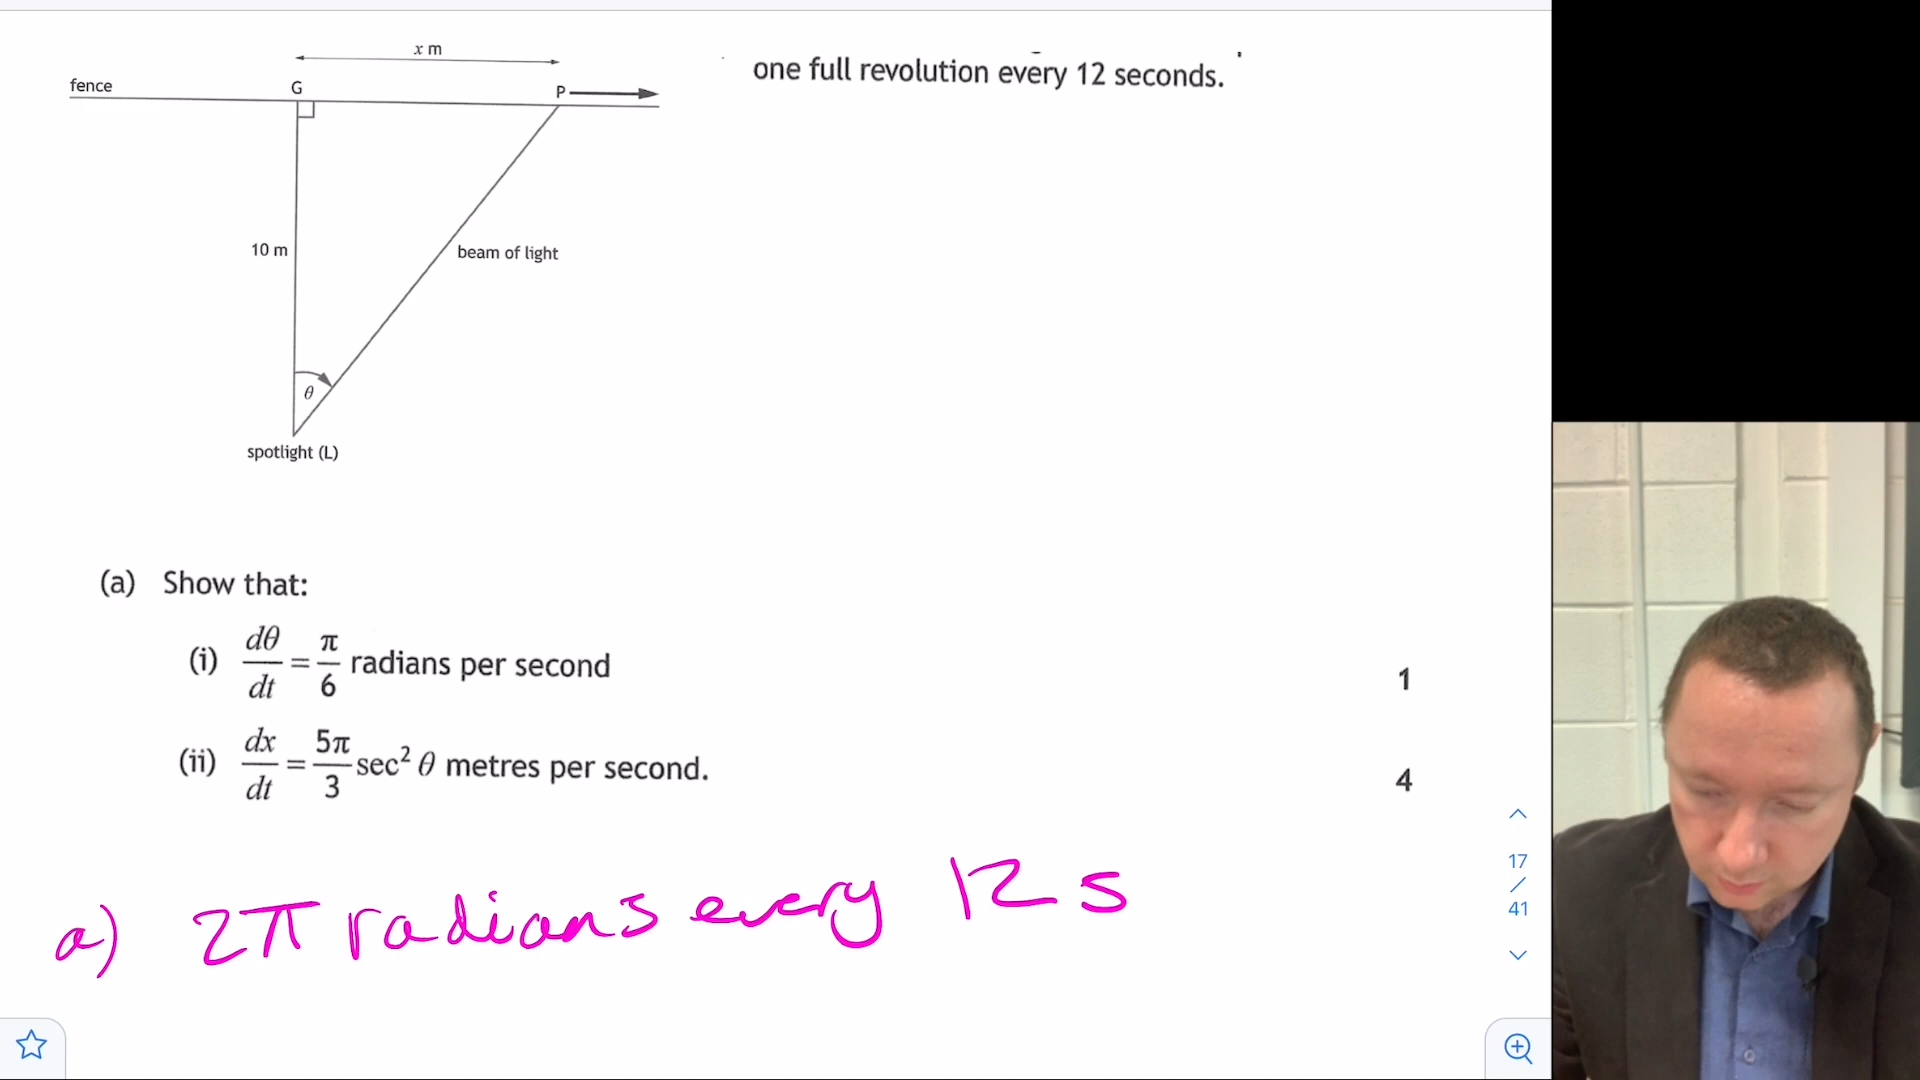 x m
one full revolution every 12 seconds.
fence
G
P
10 m
beam of light
θ
spotlight (L)
(a) Show that:
(i) dθ/dt = π/6 radians per second
1
(ii) dx/dt = 5π/3 sec² θ metres per second.
4
17
/
41
a) 2π radians every 12 s